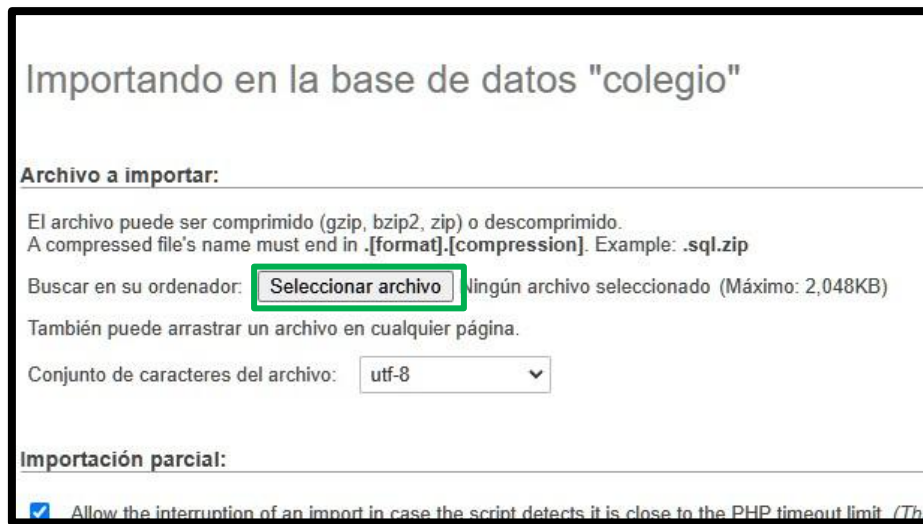 Importando en la base de datos "colegio"
Archivo a importar:
El archivo puede ser comprimido (gzip, bzip2, zip) o descomprimido.
A compressed file's name must end in .[format].[compression]. Example: .sql.zip
Buscar en su ordenador: Seleccionar archivo Ningún archivo seleccionado (Máximo: 2,048KB)
También puede arrastrar un archivo en cualquier página.
Conjunto de caracteres del archivo: utf-8
Importación parcial:
Allow the interruption of an import in case the script detects it is close to the PHP timeout limit. (Th